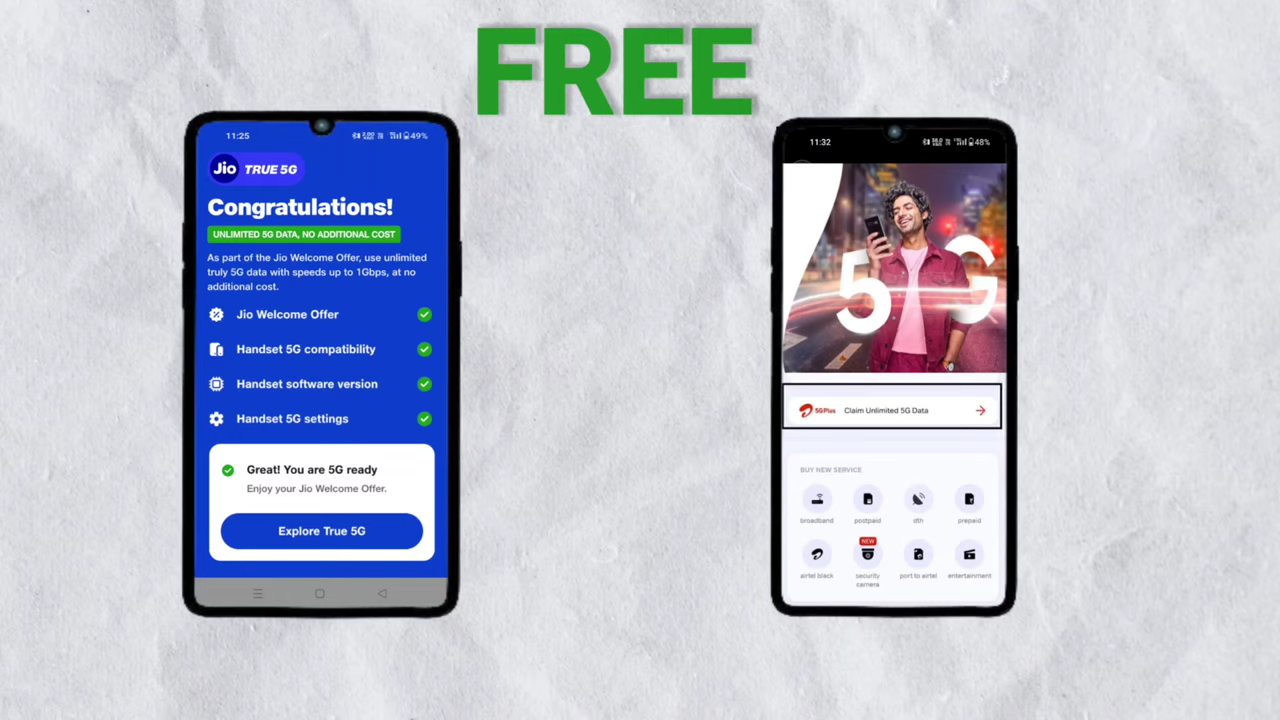 FREE
11:25
49%
Jio TRUE 5G
Congratulations!
UNLIMITED 5G DATA, NO ADDITIONAL COST
As part of the Jio Welcome Offer, use unlimited
truly 5G data with speeds up to 1Gbps, at no
additional cost.
Jio Welcome Offer
Handset 5G compatibility
Handset software version
Handset 5G settings
Great! You are 5G ready
Enjoy your Jio Welcome Offer.
Explore True 5G
11:32
48%
5G
5G Plus Claim Unlimited 5G Data
BUY NEW SERVICE
broadband postpaid dth prepaid
NEW
airtel black security camera port to airtel entertainment